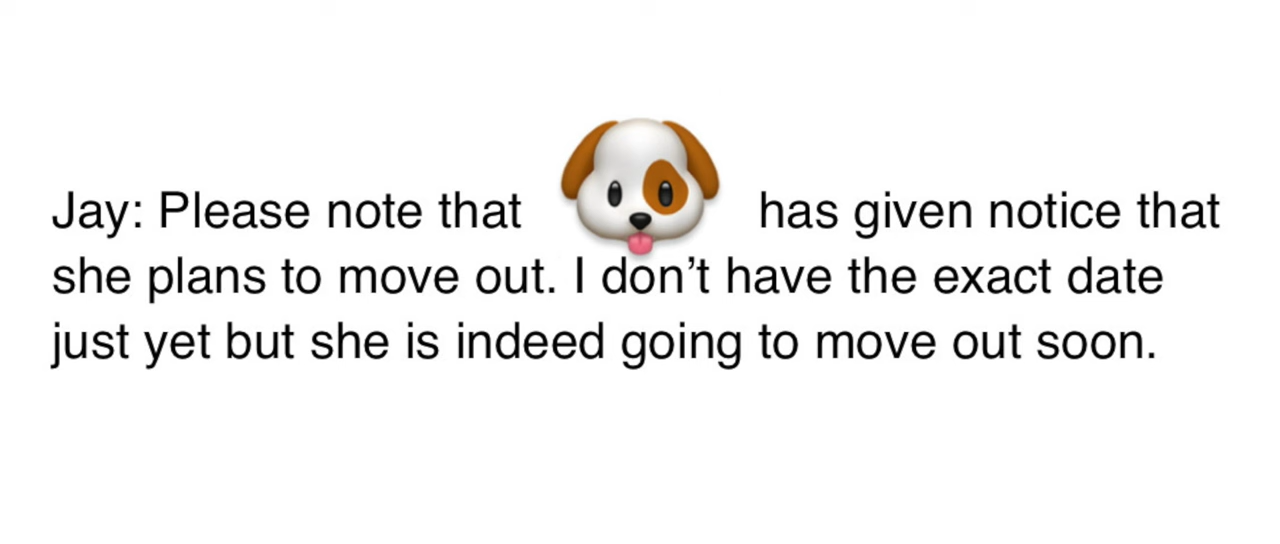 Jay: Please note that 🐶 has given notice that
she plans to move out. I don’t have the exact date
just yet but she is indeed going to move out soon.